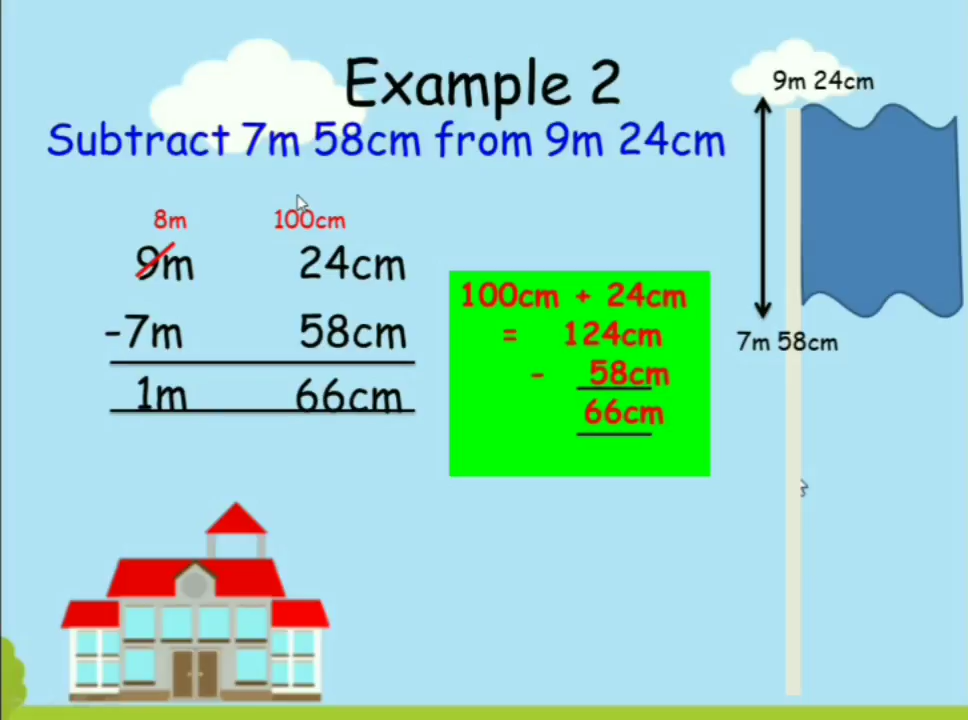 Example 2
9m 24cm
Subtract 7m 58cm from 9m 24cm
8m 100cm
9m 24cm
-7m 58cm
1m 66cm
100cm + 24cm
= 124cm
- 58cm
66cm
7m 58cm